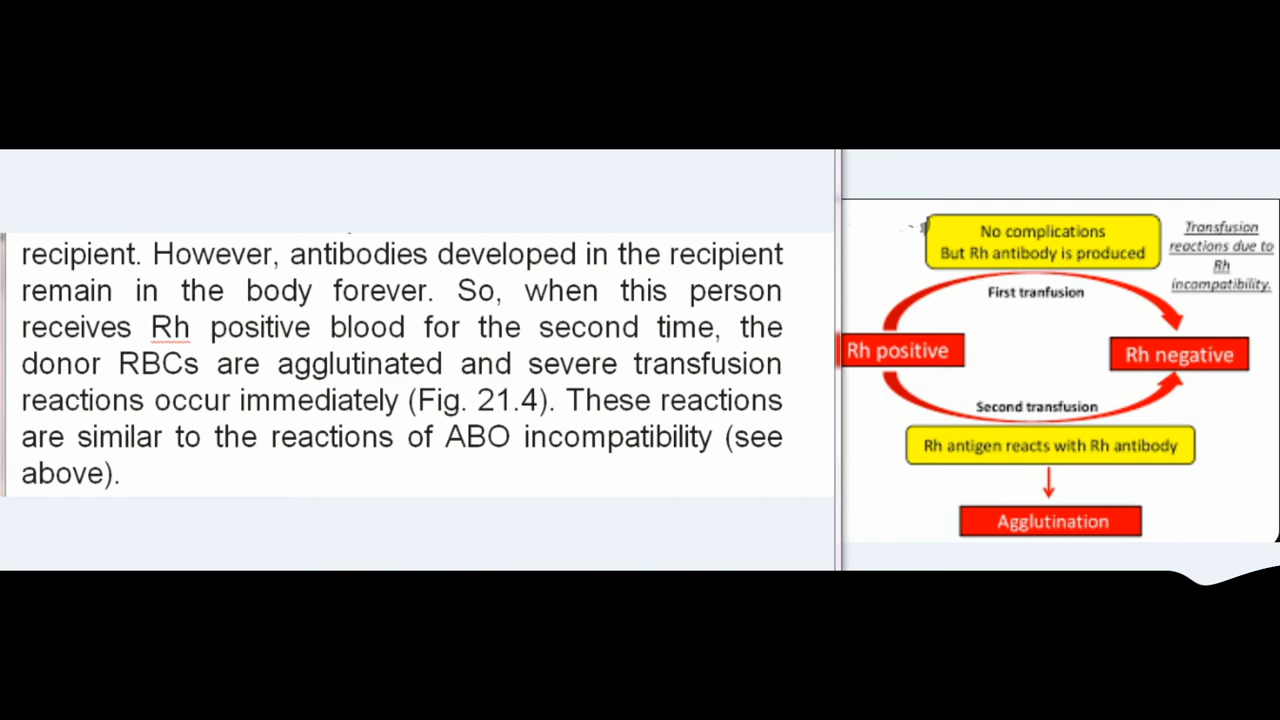 recipient. However, antibodies developed in the recipient
remain in the body forever. So, when this person
receives Rh positive blood for the second time, the
donor RBCs are agglutinated and severe transfusion
reactions occur immediately (Fig. 21.4). These reactions
are similar to the reactions of ABO incompatibility (see
above).
No complications
But Rh antibody is produced
Transfusion
reactions due to
Rh
incompatibility.
First tranfusion
Rh positive
Rh negative
Second transfusion
Rh antigen reacts with Rh antibody
Agglutination